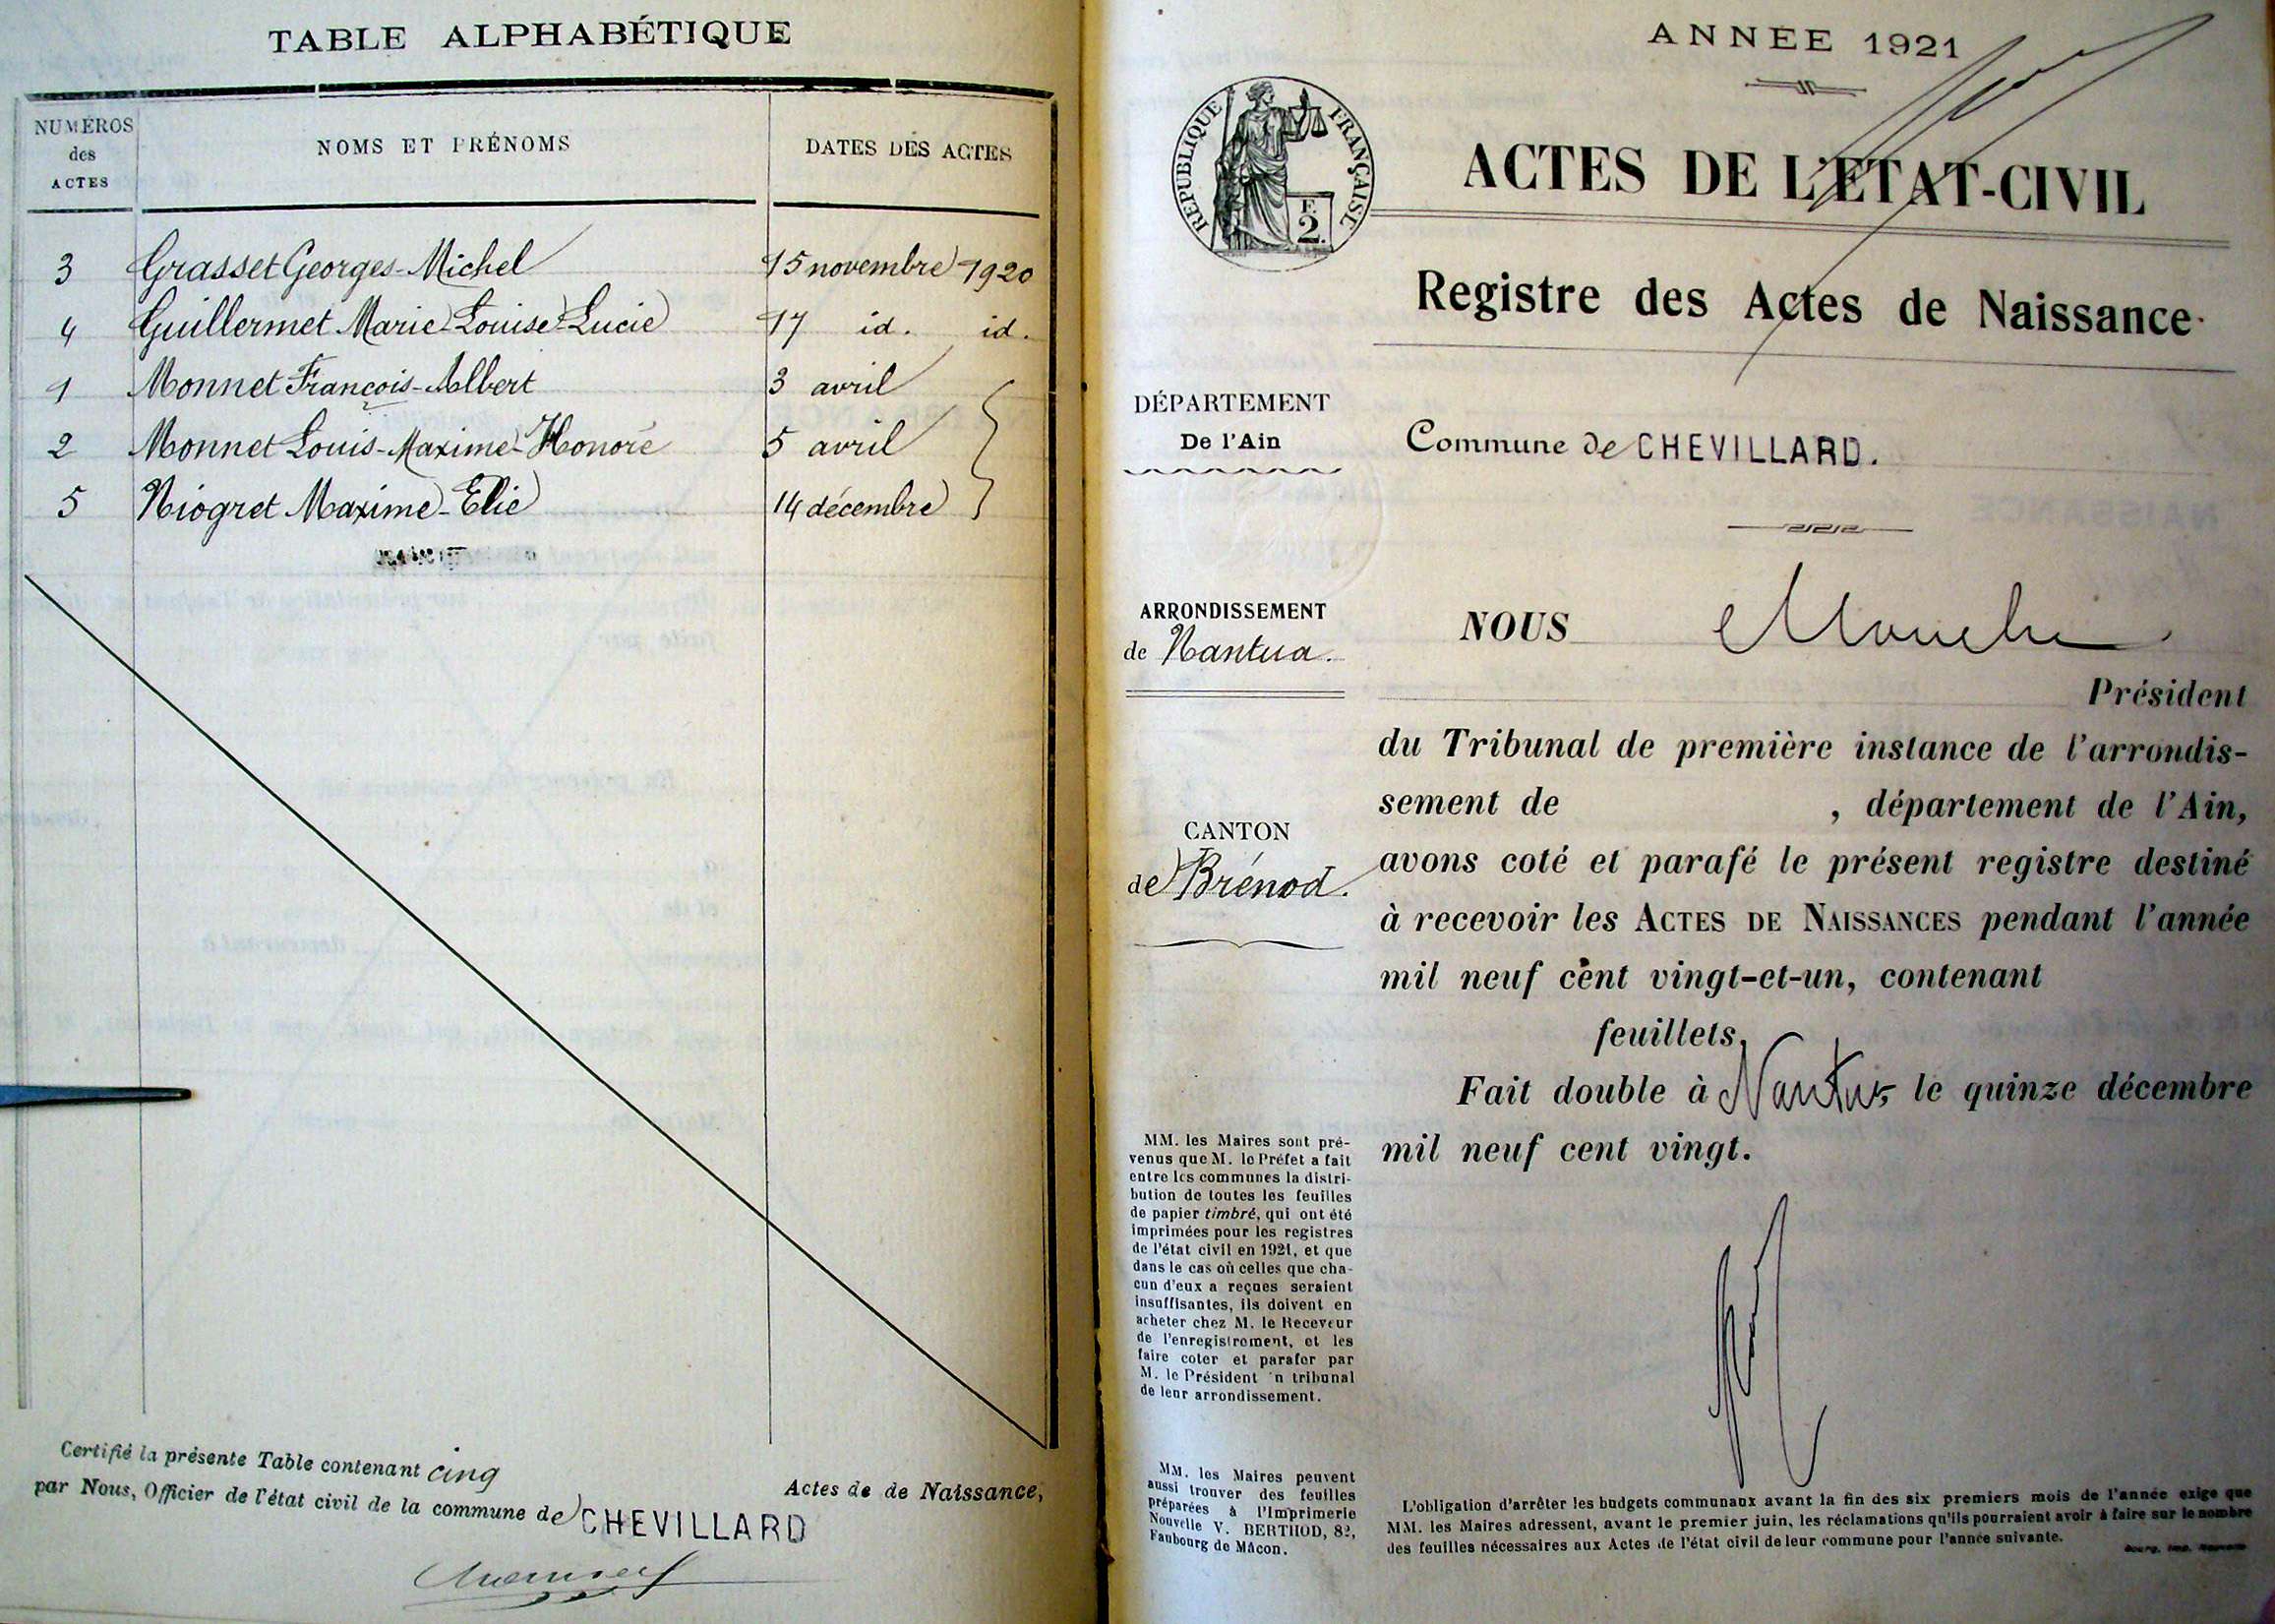 TABLE ALPHABÉTIQUE
NUMÉROS
des
ACTES
NOMS ET PRÉNOMS
DATES DES ACTES
3 Grasset Georges-Michel 15 novembre 1920
4 Guillermet Marie-Louise-Lucie 17 id. id.
1 Monnet François-Albert 3 avril
2 Monnet Louis-Maxime-Honoré 5 avril
5 Niogret Maxime-Elie 14 décembre
Certifié la présente Table contenant cinq
Actes de de Naissance,
par Nous, Officier de l'état civil de la commune de CHEVILLARD
ANNÉE 1921
RÉPUBLIQUE FRANÇAISE
F.
2.
ACTES DE L'ETAT-CIVIL
Registre des Actes de Naissance
DÉPARTEMENT
De l'Ain
Commune de CHEVILLARD.
ARRONDISSEMENT
de Nantua.
CANTON
de Brénod.
NOUS
Président
du Tribunal de première instance de l'arrondis-
sement de , département de l'Ain,
avons coté et parafé le présent registre destiné
à recevoir les ACTES DE NAISSANCES pendant l'année
mil neuf cent vingt-et-un, contenant
feuillets.
Fait double à Nantua, le quinze décembre
mil neuf cent vingt.
MM. les Maires sont pré-
venus que M. le Préfet a fait
entre les communes la distri-
bution de toutes les feuilles
de papier timbré, qui ont été
imprimées pour les registres
de l'état civil en 1921, et que
dans le cas où celles que cha-
cun d'eux a reçues seraient
insuffisantes, ils doivent en
acheter chez M. le Receveur
de l'enregistrement, et les
faire coter et parafer par
M. le Président 'n tribunal
de leur arrondissement.
MM. les Maires peuvent
aussi trouver des feuilles
préparées à l'Imprimerie
Nouvelle V. BERTHOD, 82,
Faubourg de Mâcon.
L'obligation d'arrêter les budgets communaux avant la fin des six premiers mois de l'année exige que
MM. les Maires adressent, avant le premier juin, les réclamations qu'ils pourraient avoir à faire sur le nombre
des feuilles nécessaires aux Actes de l'état civil de leur commune pour l'année suivante.